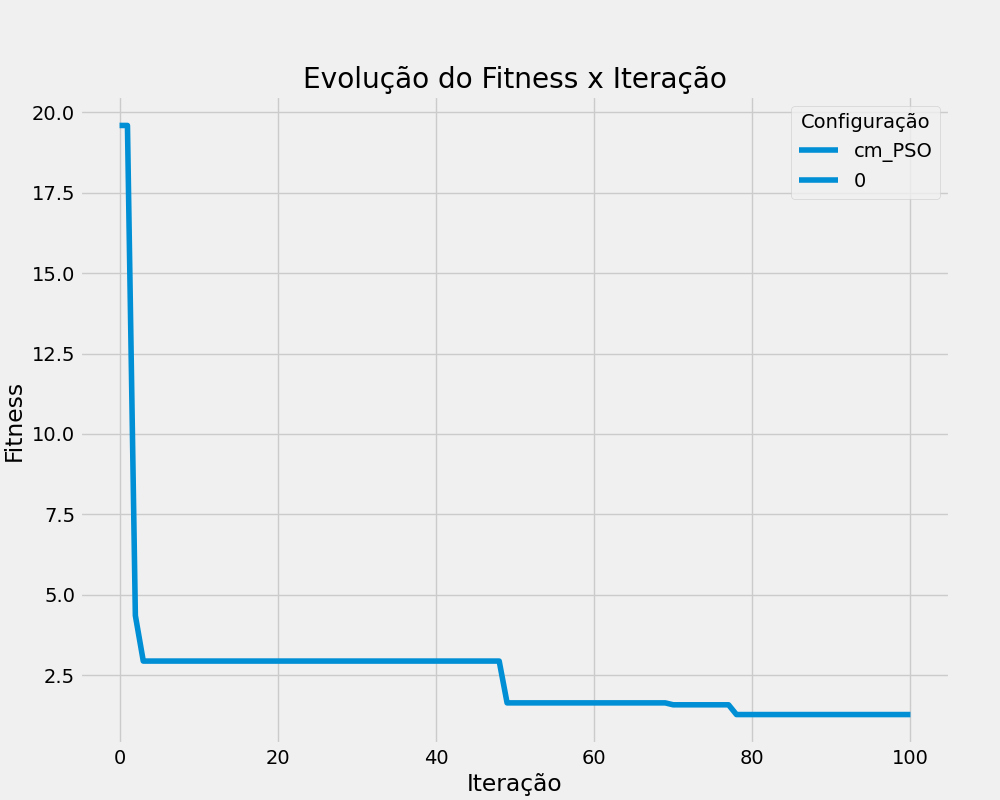 Evolução do Fitness x Iteração
Configuração
cm_PSO
0
Fitness
20.0
17.5
15.0
12.5
10.0
7.5
5.0
2.5
0 20 40 60 80 100
Iteração